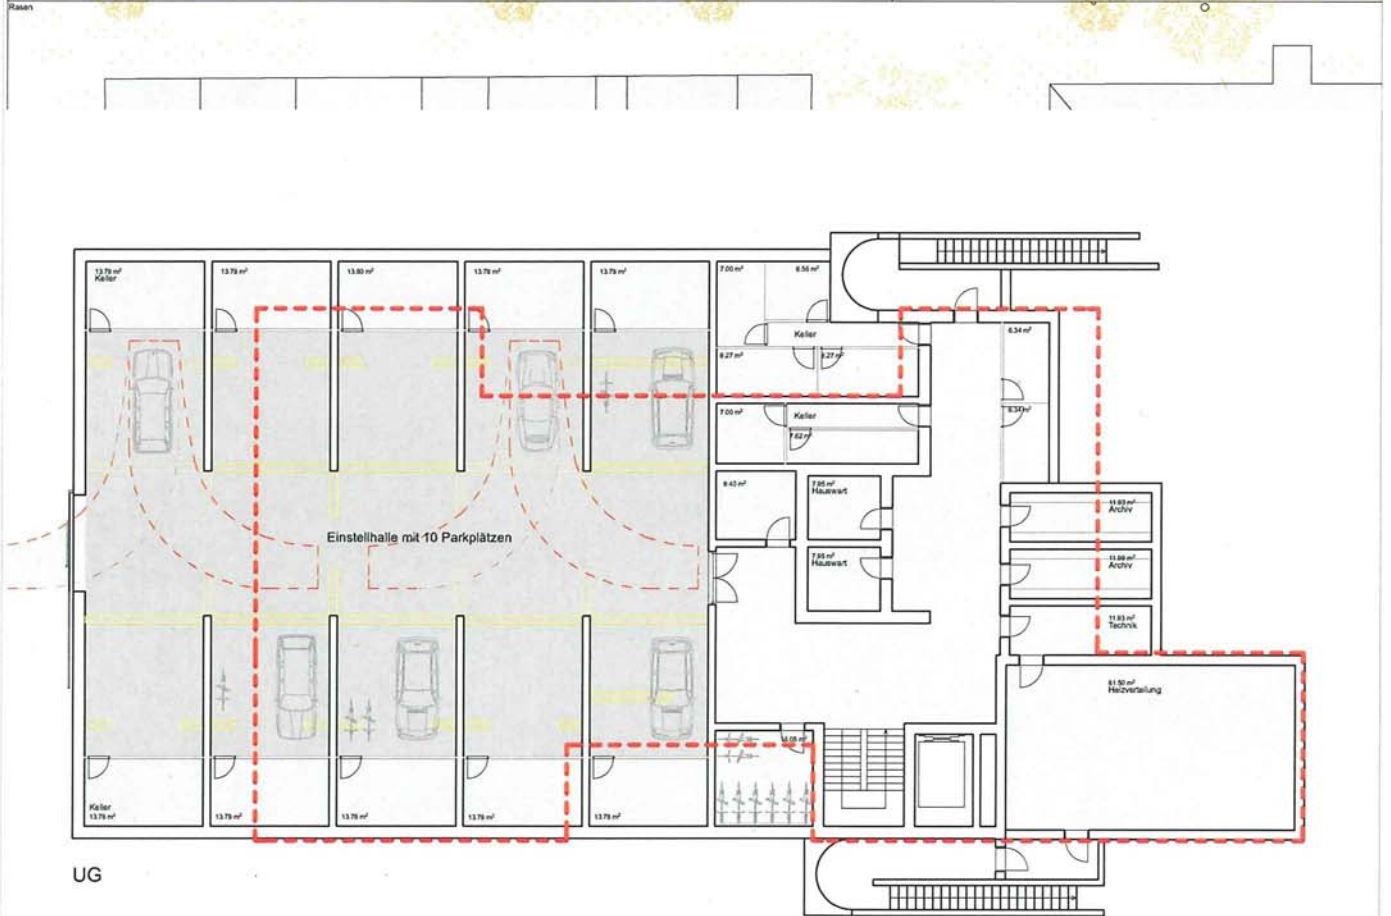 Rasen
13.79 m²
Keller
13.79 m²
13.80 m²
13.79 m²
13.79 m²
7.00 m²
6.56 m²
Keller
6.34 m²
8.27 m²
8.27 m²
7.00 m²
Keller
7.62 m²
6.34 m²
9.40 m²
7.95 m²
Hauswart
11.93 m²
Archiv
Einstellhalle mit 10 Parkplätzen
7.95 m²
Hauswart
11.99 m²
Archiv
11.93 m²
Technik
61.50 m²
Heizverteilung
Keller
13.79 m²
13.79 m²
13.79 m²
13.79 m²
13.79 m²
UG